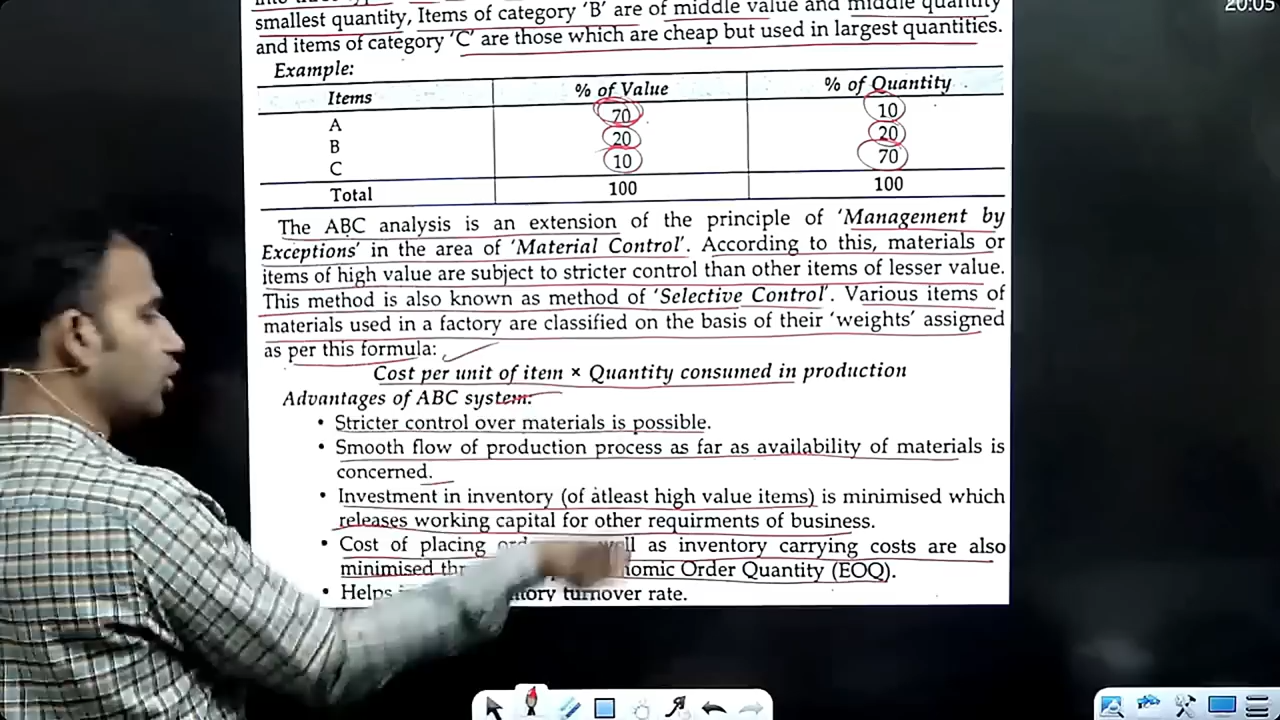 smallest quantity, Items of category 'B' are of middle value and middle quantity
and items of category 'C' are those which are cheap but used in largest quantities.
Example:
Items % of Value % of Quantity
A 70 10
B 20 20
C 10 70
Total 100 100
The ABC analysis is an extension of the principle of 'Management by
Exceptions' in the area of 'Material Control'. According to this, materials or
items of high value are subject to stricter control than other items of lesser value.
This method is also known as method of 'Selective Control'. Various items of
materials used in a factory are classified on the basis of their 'weights' assigned
as per this formula:
Cost per unit of item × Quantity consumed in production
Advantages of ABC system:
• Stricter control over materials is possible.
• Smooth flow of production process as far as availability of materials is
concerned.
• Investment in inventory (of atleast high value items) is minimised which
releases working capital for other requirments of business.
• Cost of placing as inventory carrying costs are also
minimised Order Quantity (EOQ).
• Helps turnover rate.
20:05